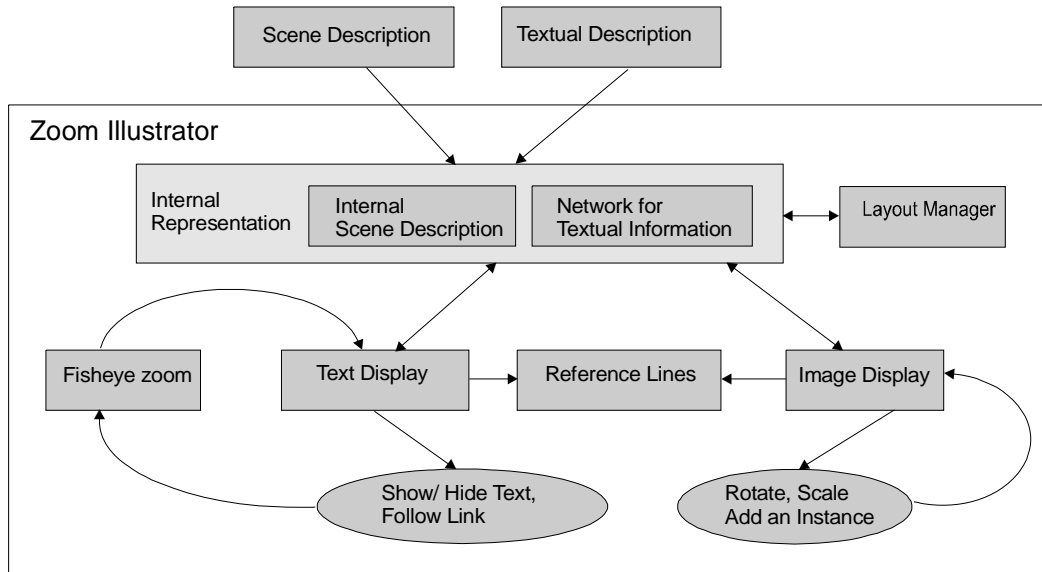 Scene Description
Textual Description
Zoom Illustrator
Internal
Representation
Internal
Scene Description
Network for
Textual Information
Layout Manager
Fisheye zoom
Text Display
Reference Lines
Image Display
Show/ Hide Text,
Follow Link
Rotate, Scale
Add an Instance